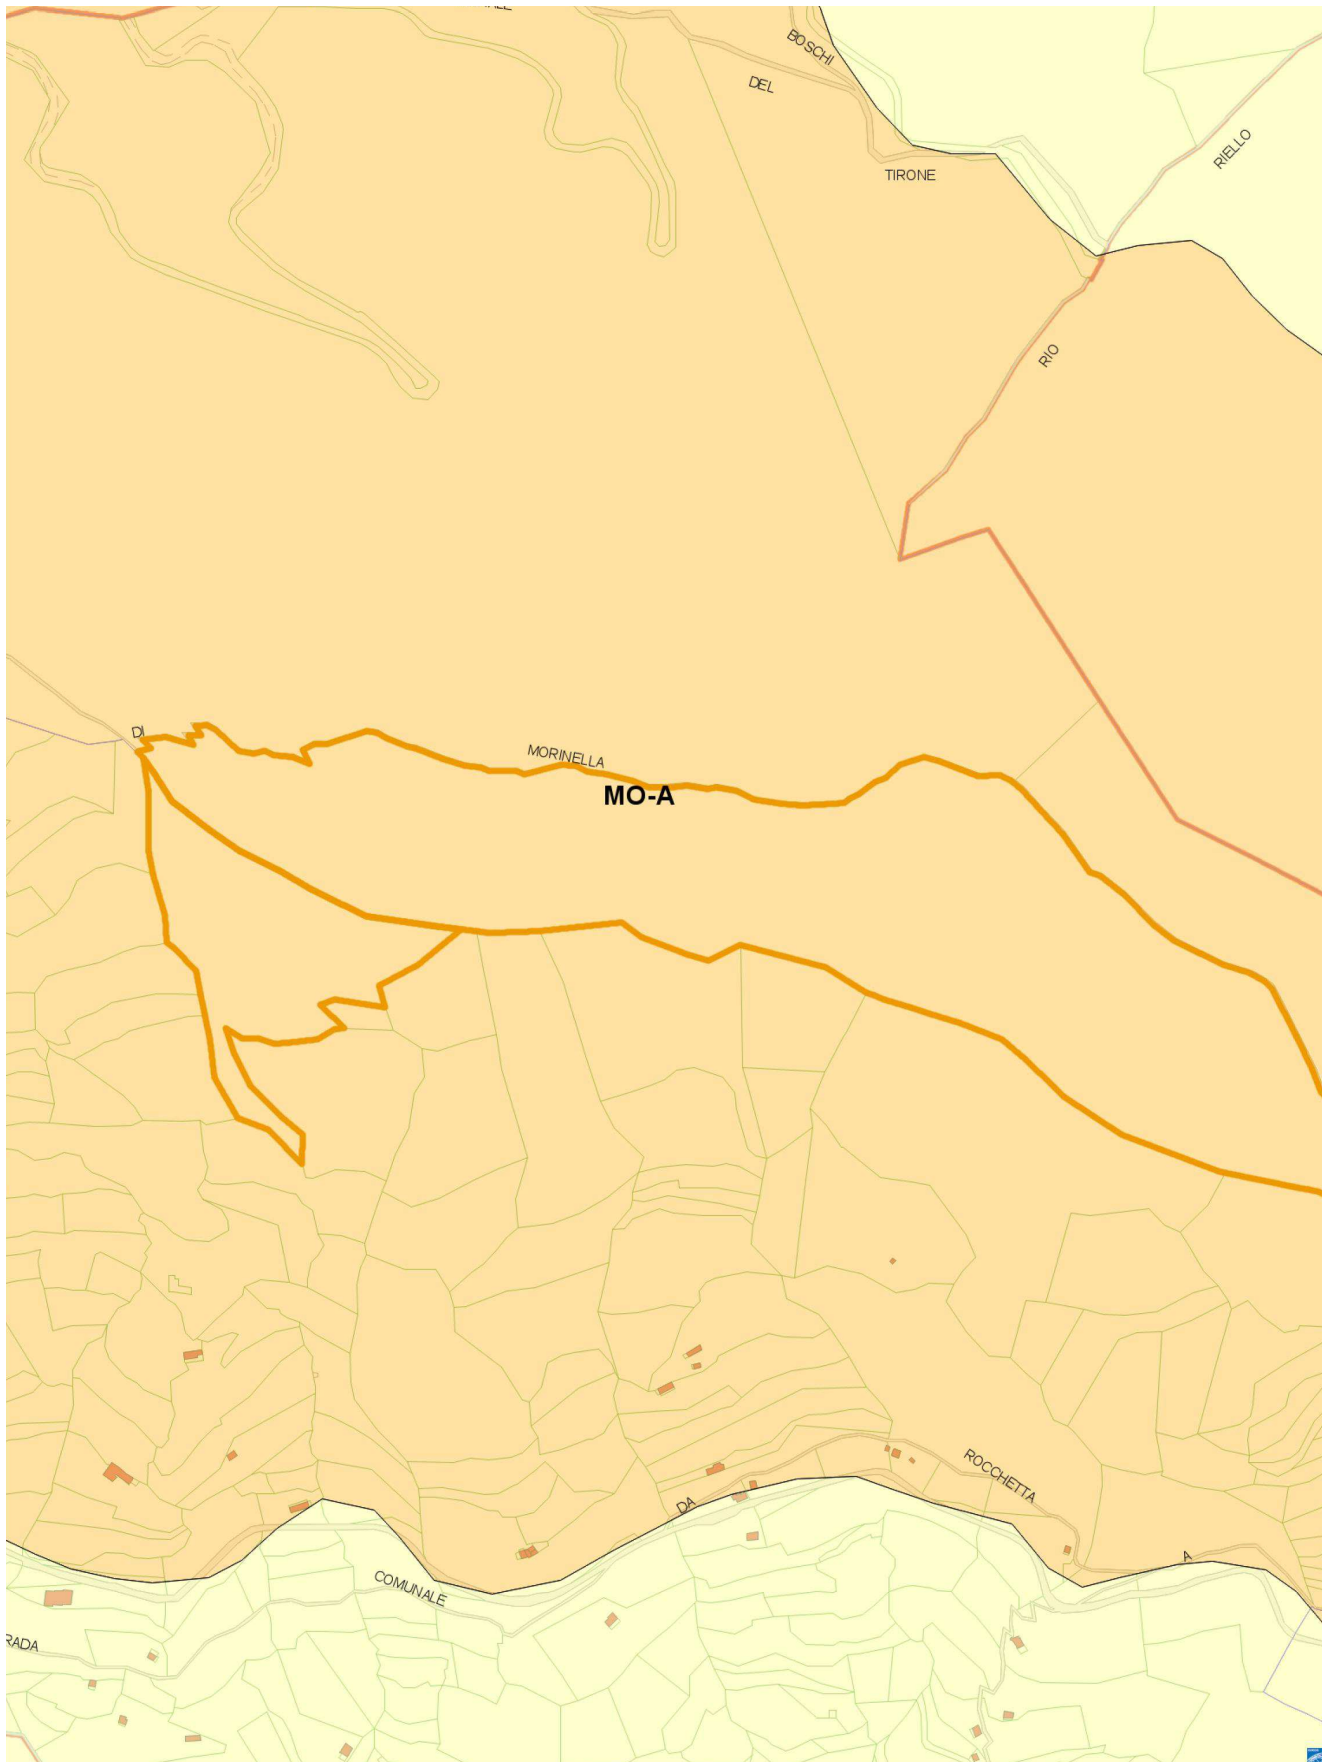 BOSCHI
DEL
RIELLO
TIRONE
RIO
DI
MORINELLA
MO-A
ROCCHETTA
DA
A
COMUNALE
RADA